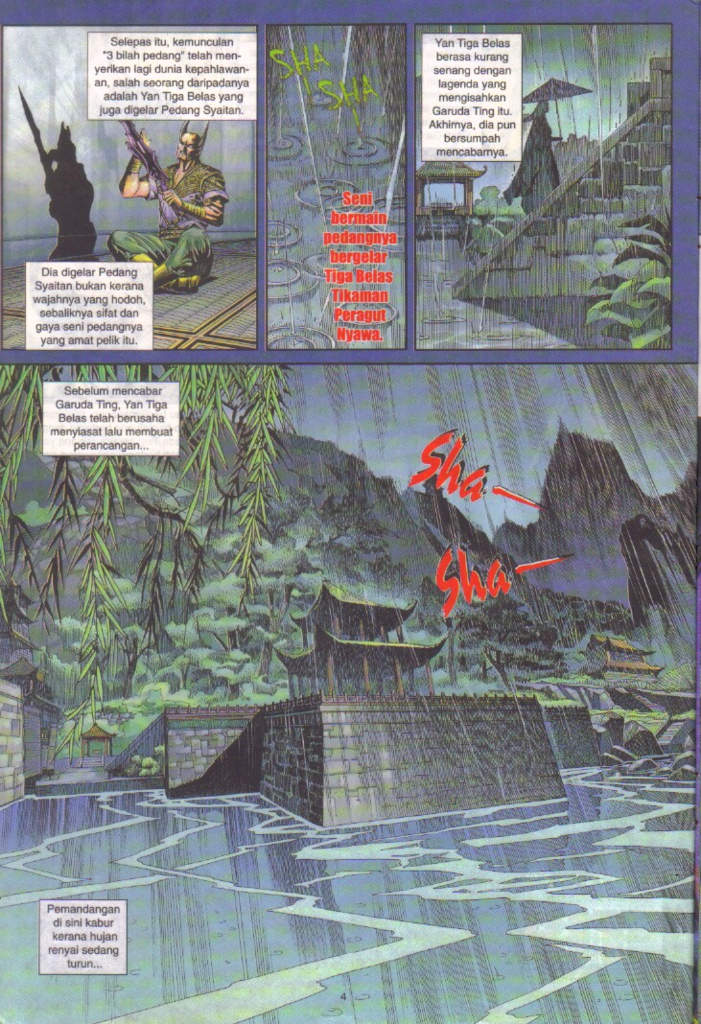 Selepas itu, kemunculan
"3 bilah pedang" telah men-
yerikan lagi dunia kepahlawan-
an, salah seorang daripadanya
adalah Yan Tiga Belas yang
juga digelar Pedang Syaitan.
Dia digelar Pedang
Syaitan bukan kerana
wajahnya yang hodoh,
sebaliknya sifat dan
gaya seni pedangnya
yang amat pelik itu.
SHA
SHA
Seni
bermain
pedangnya
bergelar
Tiga Belas
Tikaman
Peragut
Nyawa.
Yan Tiga Belas
berasa kurang
senang dengan
lagenda yang
mengisahkan
Garuda Ting itu.
Akhirnya, dia pun
bersumpah
mencabarnya.
Sebelum mencabar
Garuda Ting, Yan Tiga
Belas telah berusaha
menyiasat lalu membuat
perancangan...
Sha
Sha
Pemandangan
di sini kabur
kerana hujan
renyai sedang
turun...
4